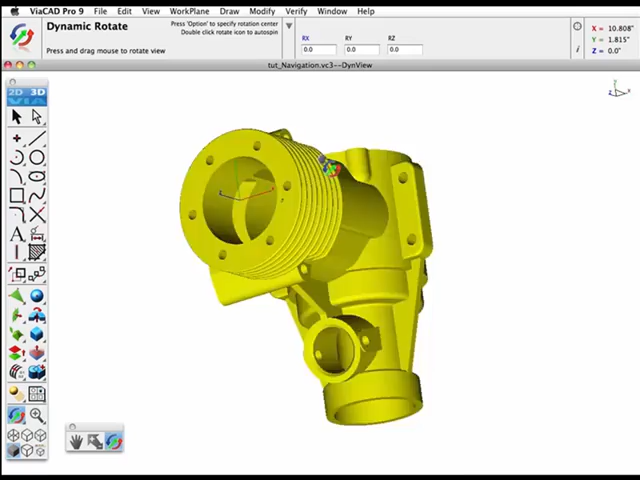 ViaCAD Pro 9 File Edit View WorkPlane Draw Modify Verify Window Help
Dynamic Rotate
Press 'Option' to specify rotation center
Double click rotate icon to autospin
Press and drag mouse to rotate view
RX RY RZ
0.0 0.0 0.0
X = 10.808"
Y = 1.815"
Z = 0.0"
tut_Navigation.vc3--DynView
2D 3D
VIA
A